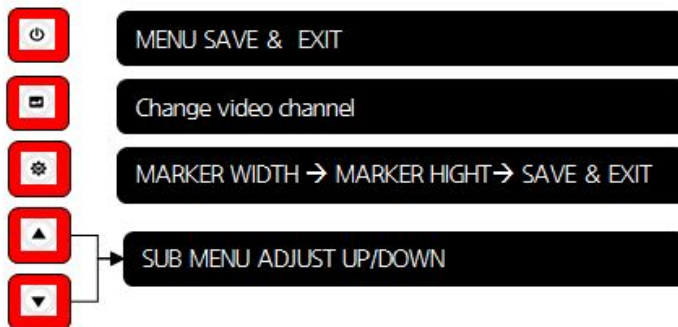 MENU SAVE & EXIT
Change video channel
MARKER WIDTH → MARKER HIGHT→ SAVE & EXIT
SUB MENU ADJUST UP/DOWN